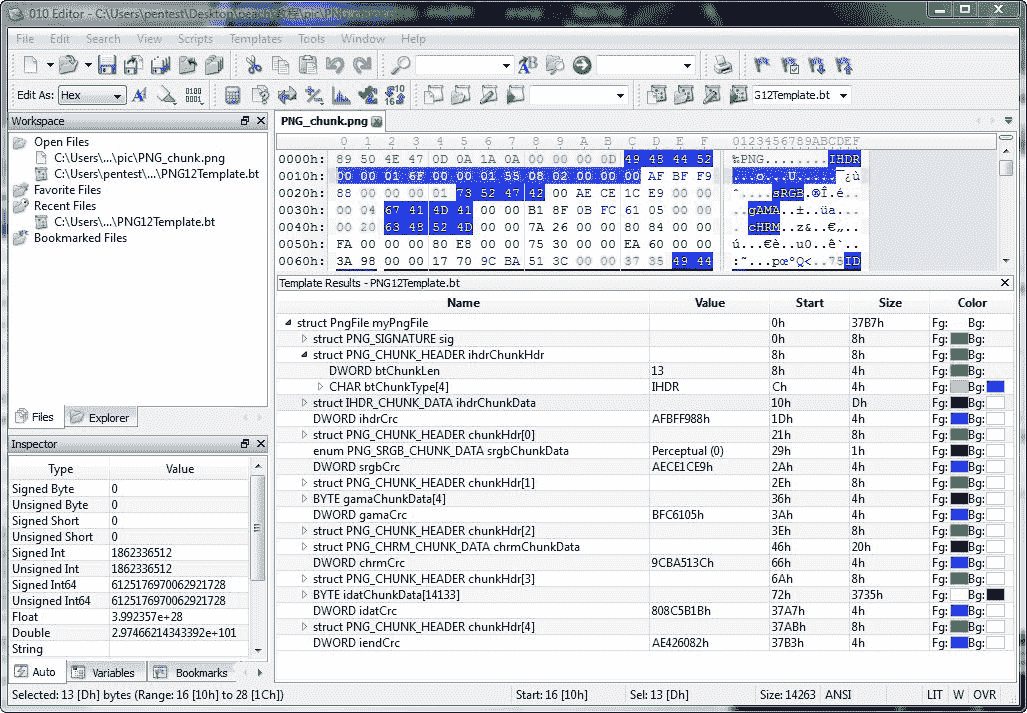 010 Editor - C:\Users\pentest\Desktop\
File Edit Search View Scripts Templates Tools Window Help
Edit As: Hex G12Template.bt
Workspace
Open Files
C:\Users\...\pic\PNG_chunk.png
C:\Users\pentest\...\PNG12Template.bt
Favorite Files
Recent Files
C:\Users\...\PNG12Template.bt
Bookmarked Files
Files Explorer
Inspector
Type Value
Signed Byte 0
Unsigned Byte 0
Signed Short 0
Unsigned Short 0
Signed Int 1862336512
Unsigned Int 1862336512
Signed Int64 6125176970062921728
Unsigned Int64 6125176970062921728
Float 3.992357e+28
Double 2.97466214343392e+101
String
Auto Variables Bookmarks
PNG_chunk.png
0 1 2 3 4 5 6 7 8 9 A B C D E F 0123456789ABCDEF
0000h: 89 50 4E 47 0D 0A 1A 0A 00 00 00 0D 49 48 44 52 ‰PNG........IHDR
0010h: 00 00 01 6F 00 00 01 55 08 02 00 00 00 AF BF F9 ...o...U.....¯¿ù
0020h: 88 00 00 00 01 73 52 47 42 00 AE CE 1C E9 00 00 ˆ....sRGB.®Î.é..
0030h: 00 04 67 41 4D 41 00 00 B1 8F 0B FC 61 05 00 00 ..gAMA..±..üa...
0040h: 00 20 63 48 52 4D 00 00 7A 26 00 00 80 84 00 00 . cHRM..z&..€„..
0050h: FA 00 00 00 80 E8 00 00 75 30 00 00 EA 60 00 00 ú...€è..u0..ê`..
0060h: 3A 98 00 00 17 70 9C BA 51 3C 00 00 37 35 49 44 :˜...pœºQ<..75ID
Template Results - PNG12Template.bt
Name Value Start Size Color
struct PngFile myPngFile 0h 37B7h Fg: Bg:
struct PNG_SIGNATURE sig 0h 8h Fg: Bg:
struct PNG_CHUNK_HEADER ihdrChunkHdr 8h 8h Fg: Bg:
DWORD btChunkLen 13 8h 4h Fg: Bg:
CHAR btChunkType[4] IHDR Ch 4h Fg: Bg:
struct IHDR_CHUNK_DATA ihdrChunkData 10h Dh Fg: Bg:
DWORD ihdrCrc AFBFF988h 1Dh 4h Fg: Bg:
struct PNG_CHUNK_HEADER chunkHdr[0] 21h 8h Fg: Bg:
enum PNG_SRGB_CHUNK_DATA srgbChunkData Perceptual (0) 29h 1h Fg: Bg:
DWORD srgbCrc AECE1CE9h 2Ah 4h Fg: Bg:
struct PNG_CHUNK_HEADER chunkHdr[1] 2Eh 8h Fg: Bg:
BYTE gamaChunkData[4] 36h 4h Fg: Bg:
DWORD gamaCrc BFC6105h 3Ah 4h Fg: Bg:
struct PNG_CHUNK_HEADER chunkHdr[2] 3Eh 8h Fg: Bg:
struct PNG_CHRM_CHUNK_DATA chrmChunkData 46h 20h Fg: Bg:
DWORD chrmCrc 9CBA513Ch 66h 4h Fg: Bg:
struct PNG_CHUNK_HEADER chunkHdr[3] 6Ah 8h Fg: Bg:
BYTE idatChunkData[14133] 72h 3735h Fg: Bg:
DWORD idatCrc 808C5B1Bh 37A7h 4h Fg: Bg:
struct PNG_CHUNK_HEADER chunkHdr[4] 37ABh 8h Fg: Bg:
DWORD iendCrc AE426082h 37B3h 4h Fg: Bg:
Selected: 13 [Dh] bytes (Range: 16 [10h] to 28 [1Ch]) Start: 16 [10h] Sel: 13 [Dh] Size: 14263 ANSI LIT W OVR